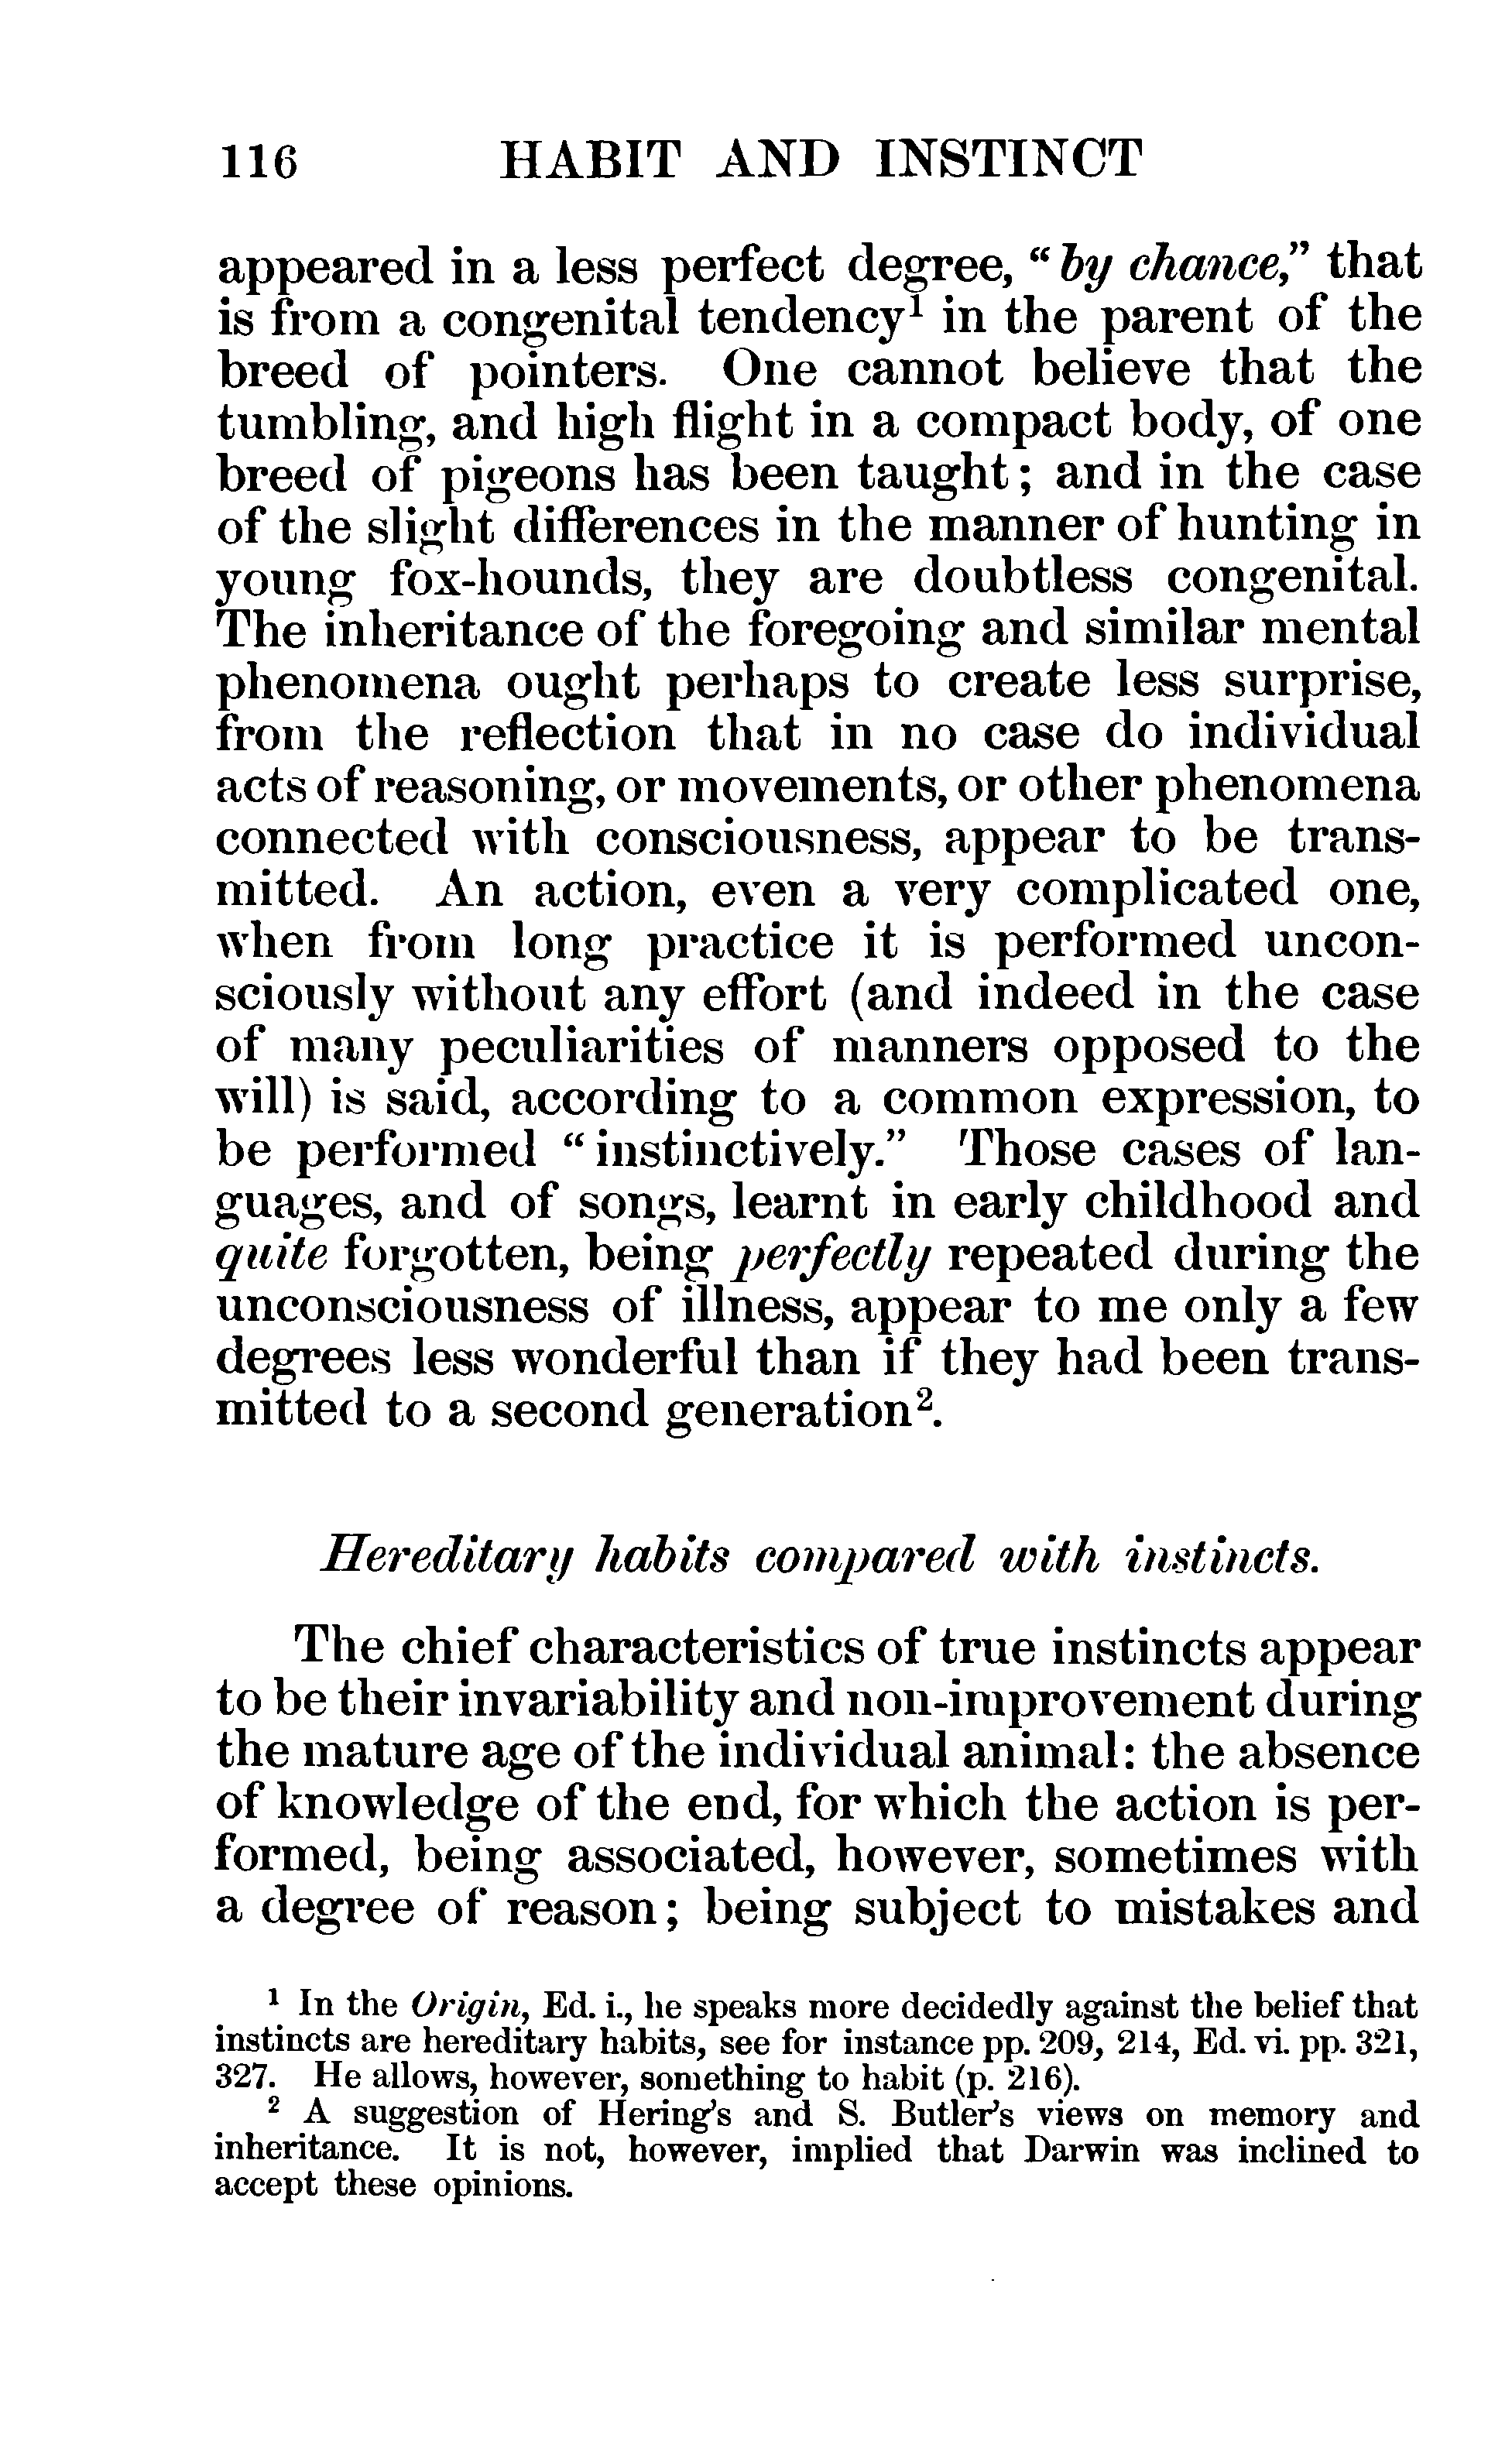 116 HABIT AND INSTINCT
appeared in a less perfect degree, “by chance,” that
is from a congenital tendency¹ in the parent of the
breed of pointers. One cannot believe that the
tumbling, and high flight in a compact body, of one
breed of pigeons has been taught; and in the case
of the slight differences in the manner of hunting in
young fox-hounds, they are doubtless congenital.
The inheritance of the foregoing and similar mental
phenomena ought perhaps to create less surprise,
from the reflection that in no case do individual
acts of reasoning, or movements, or other phenomena
connected with consciousness, appear to be trans-
mitted. An action, even a very complicated one,
when from long practice it is performed uncon-
sciously without any effort (and indeed in the case
of many peculiarities of manners opposed to the
will) is said, according to a common expression, to
be performed “instinctively.” Those cases of lan-
guages, and of songs, learnt in early childhood and
quite forgotten, being perfectly repeated during the
unconsciousness of illness, appear to me only a few
degrees less wonderful than if they had been trans-
mitted to a second generation².
Hereditary habits compared with instincts.
The chief characteristics of true instincts appear
to be their invariability and non-improvement during
the mature age of the individual animal: the absence
of knowledge of the end, for which the action is per-
formed, being associated, however, sometimes with
a degree of reason; being subject to mistakes and
¹ In the Origin, Ed. i., he speaks more decidedly against the belief that
instincts are hereditary habits, see for instance pp. 209, 214, Ed. vi. pp. 321,
327. He allows, however, something to habit (p. 216).
² A suggestion of Hering's and S. Butler's views on memory and
inheritance. It is not, however, implied that Darwin was inclined to
accept these opinions.